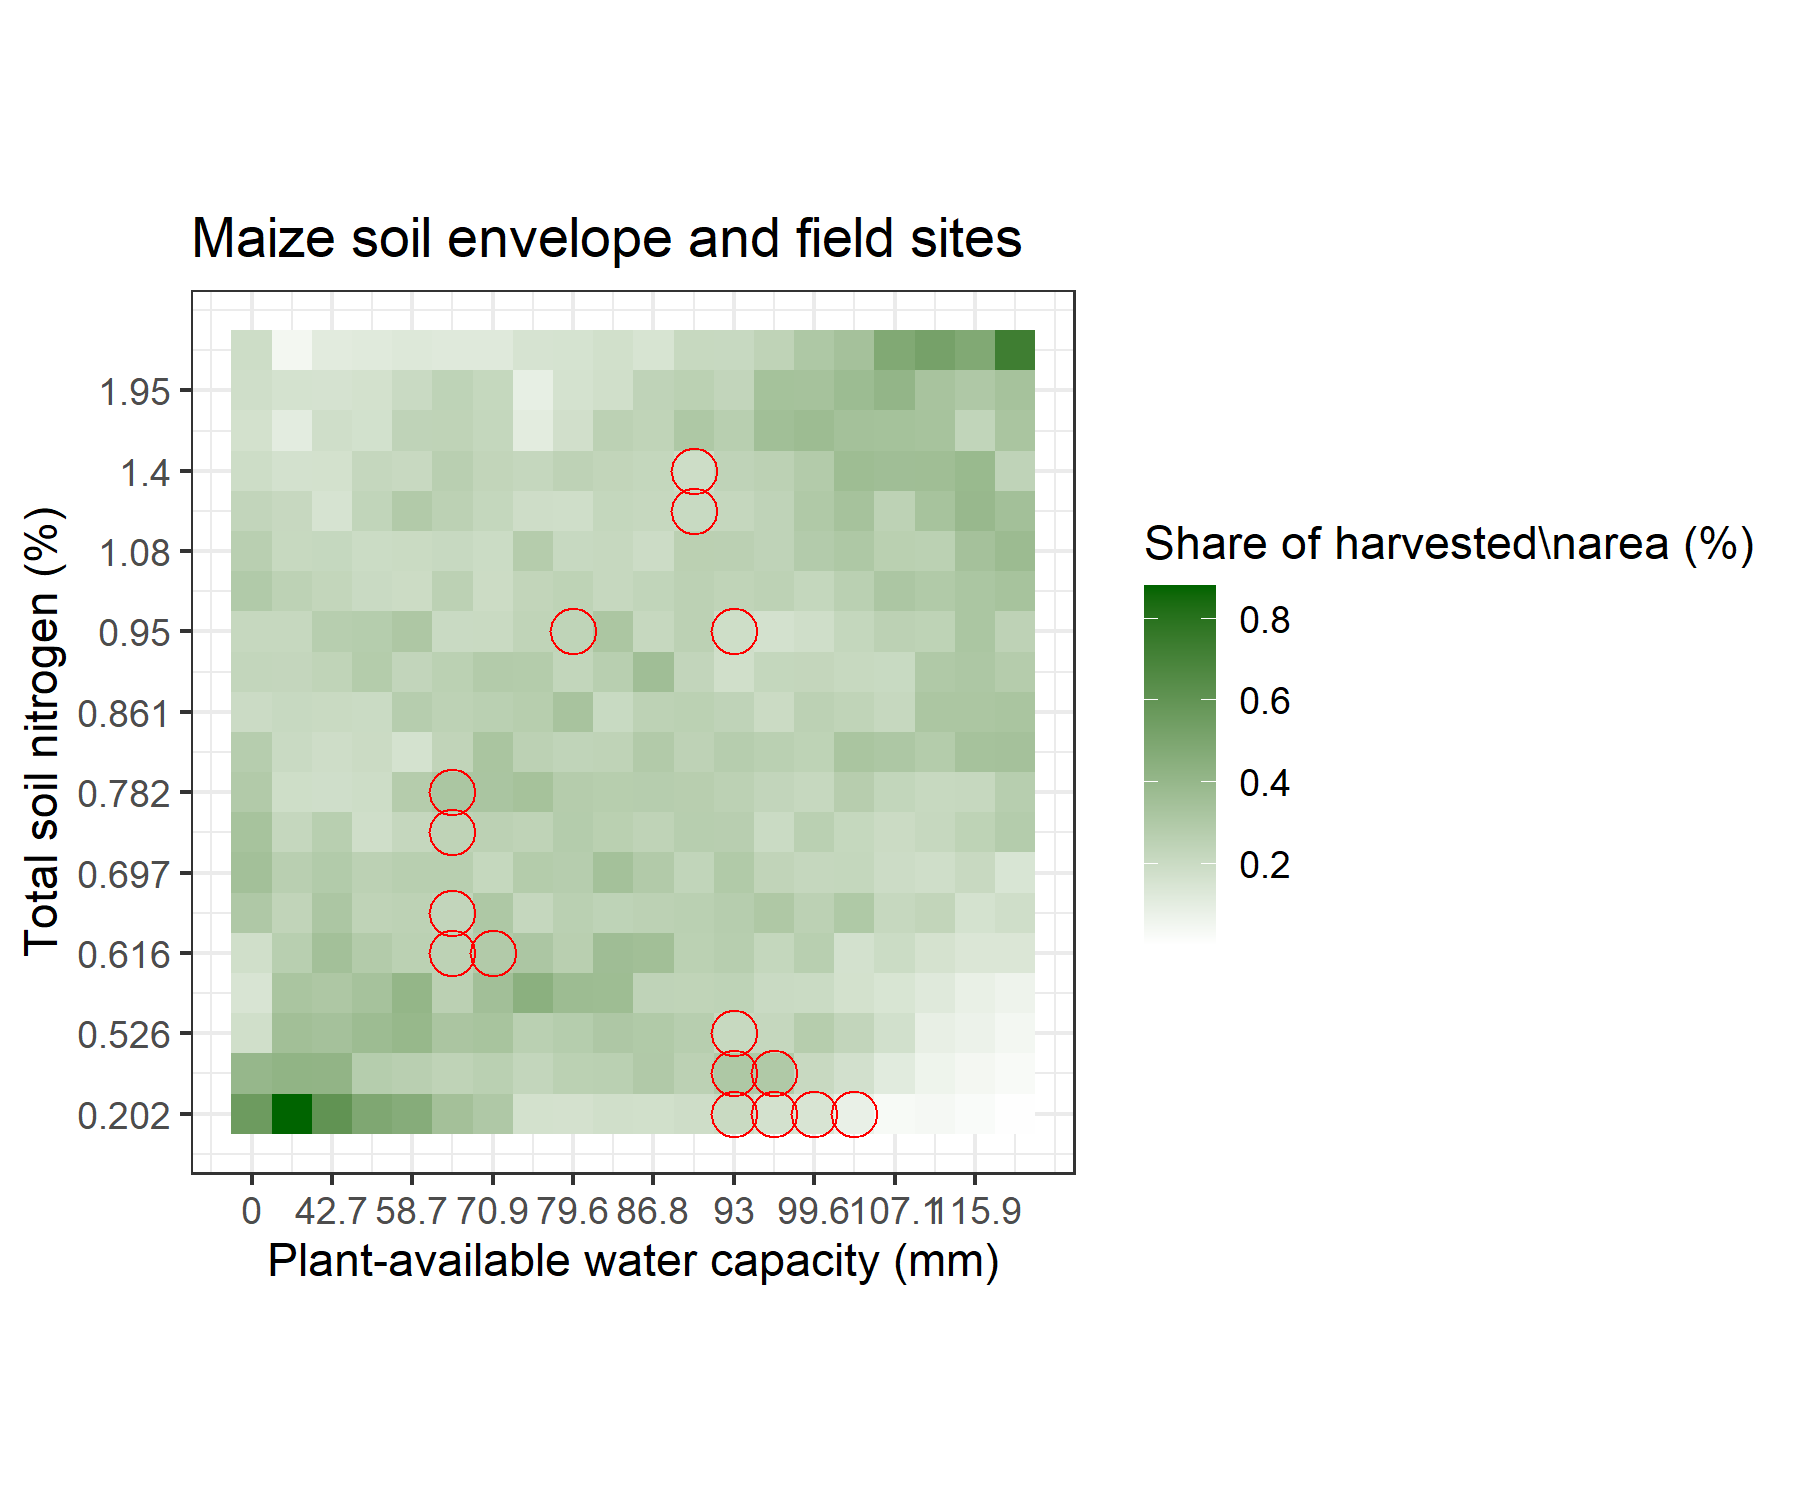 Maize soil envelope and field sites
Total soil nitrogen (%)
1.95
1.4
1.08
0.95
0.861
0.782
0.697
0.616
0.526
0.202
0 42.7 58.7 70.9 79.6 86.8 93 99.6 107.1 115.9
Plant-available water capacity (mm)
Share of harvested\narea (%)
0.8
0.6
0.4
0.2